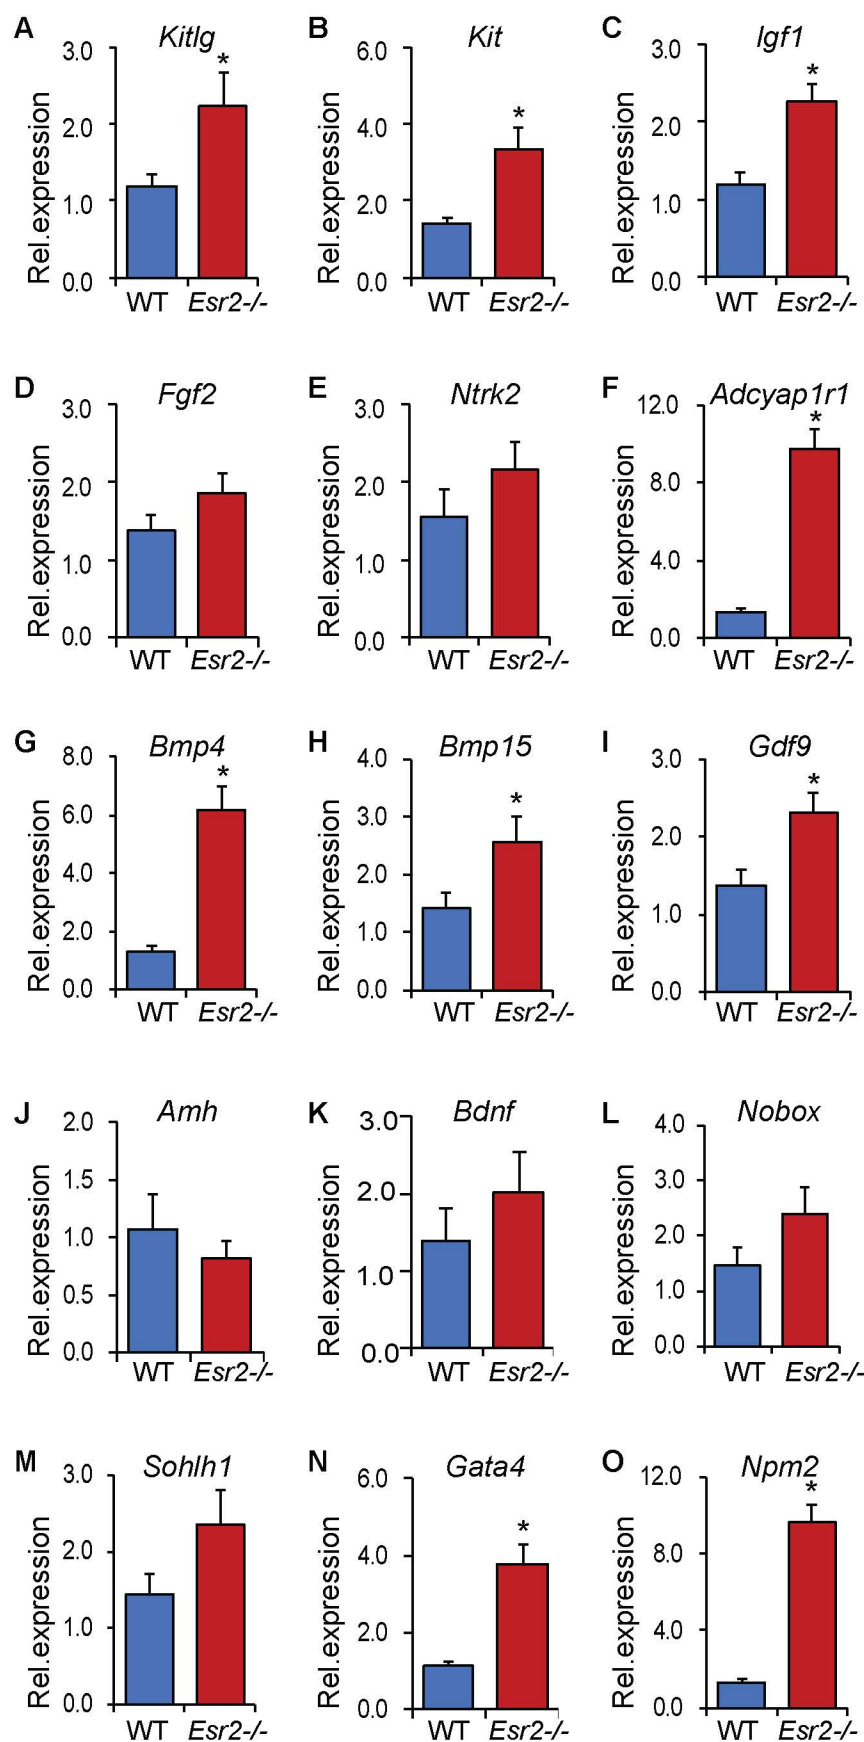 A Kitlg
Rel.expression
3.0
2.0
1.0
0.0
*
WT Esr2-/-
B Kit
Rel.expression
6.0
4.0
2.0
0.0
*
WT Esr2-/-
C Igf1
Rel.expression
3.0
2.0
1.0
0.0
*
WT Esr2-/-
D Fgf2
Rel.expression
3.0
2.0
1.0
0.0
WT Esr2-/-
E Ntrk2
Rel.expression
3.0
2.0
1.0
0.0
WT Esr2-/-
F Adcyap1r1
Rel.expression
12.0
8.0
4.0
0.0
*
WT Esr2-/-
G Bmp4
Rel.expression
8.0
6.0
4.0
2.0
0.0
*
WT Esr2-/-
H Bmp15
Rel.expression
4.0
3.0
2.0
1.0
0.0
*
WT Esr2-/-
I Gdf9
Rel.expression
3.0
2.0
1.0
0.0
*
WT Esr2-/-
J Amh
Rel.expression
2.0
1.5
1.0
0.5
0.0
WT Esr2-/-
K Bdnf
Rel.expression
3.0
2.0
1.0
0.0
WT Esr2-/-
L Nobox
Rel.expression
4.0
3.0
2.0
1.0
0.0
WT Esr2-/-
M Sohlh1
Rel.expression
3.0
2.0
1.0
0.0
WT Esr2-/-
N Gata4
Rel.expression
6.0
4.0
2.0
0.0
*
WT Esr2-/-
O Npm2
Rel.expression
12.0
8.0
4.0
0.0
*
WT Esr2-/-